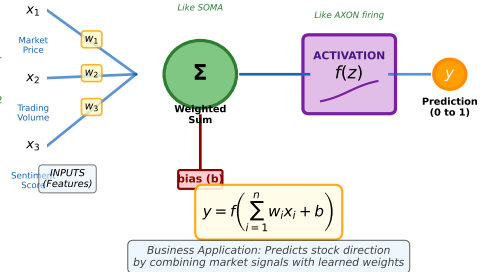 x₁
Like SOMA
Like AXON firing
w₁
Market
Price
ACTIVATION
f(z)
Σ
w₂
x₂
y
Trading
Volume
w₃
Weighted
Sum
Prediction
(0 to 1)
x₃
Sentiment
Score
INPUTS
(Features)
bias (b)
y = f(∑ⁿᵢ₌₁ wᵢxᵢ + b)
Business Application: Predicts stock direction
by combining market signals with learned weights